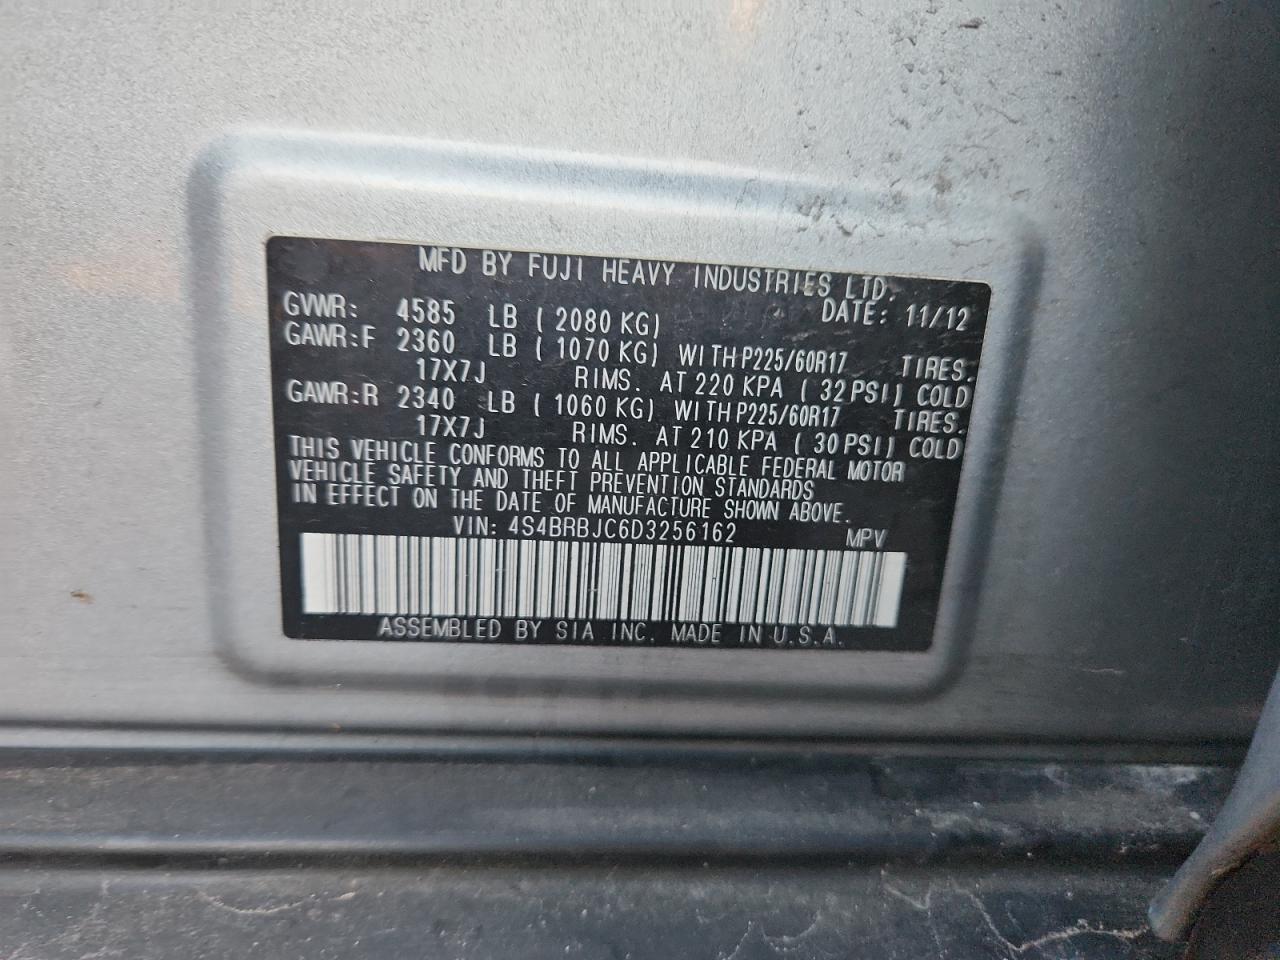 MFD BY FUJI HEAVY INDUSTRIES LTD.
DATE: 11/12
GVWR: 4585 LB ( 2080 KG)
GAWR:F 2360 LB ( 1070 KG) WITH P225/60R17 TIRES.
17X7J RIMS. AT 220 KPA ( 32 PSI) COLD
GAWR:R 2340 LB ( 1060 KG) WITH P225/60R17 TIRES.
17X7J RIMS. AT 210 KPA ( 30 PSI) COLD
THIS VEHICLE CONFORMS TO ALL APPLICABLE FEDERAL MOTOR
VEHICLE SAFETY AND THEFT PREVENTION STANDARDS
IN EFFECT ON THE DATE OF MANUFACTURE SHOWN ABOVE.
VIN: 4S4BRBJC6D3256162 MPV
ASSEMBLED BY SIA INC. MADE IN U.S.A.